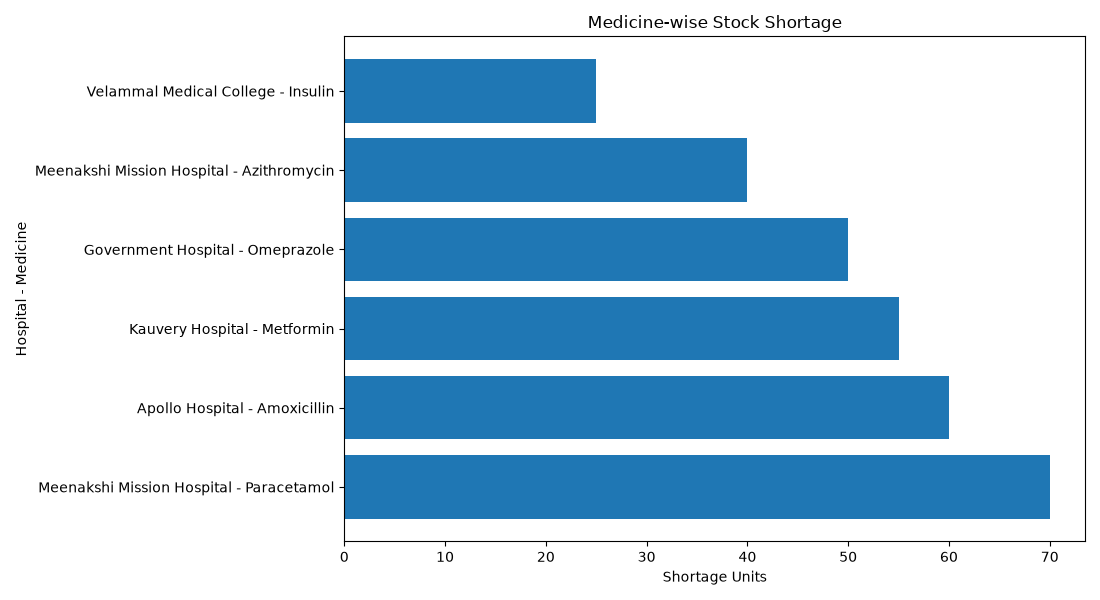 Medicine-wise Stock Shortage
Hospital - Medicine
Velammal Medical College - Insulin
Meenakshi Mission Hospital - Azithromycin
Government Hospital - Omeprazole
Kauvery Hospital - Metformin
Apollo Hospital - Amoxicillin
Meenakshi Mission Hospital - Paracetamol
0 10 20 30 40 50 60 70
Shortage Units